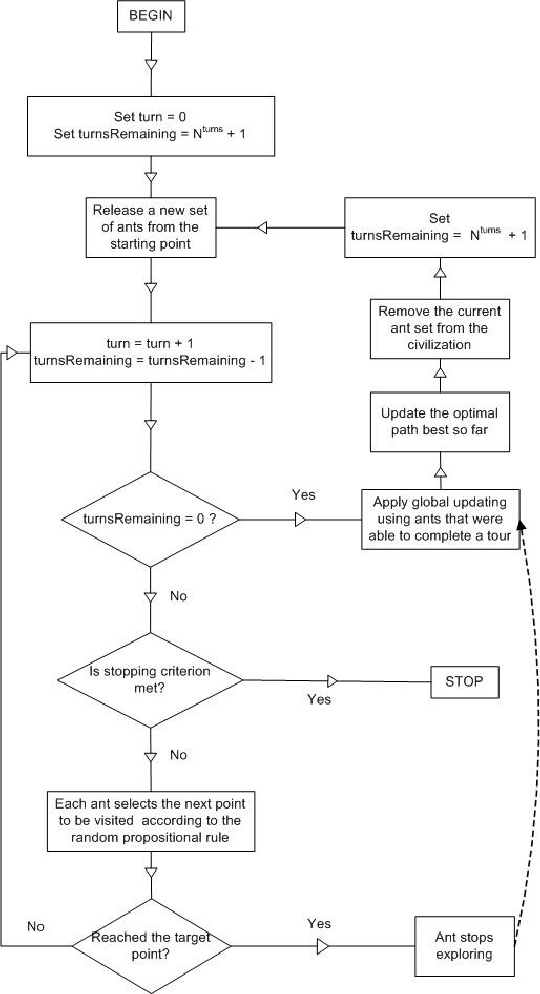 BEGIN
Set turn = 0
Set turnsRemaining = N^turns + 1
Release a new set
of ants from the
starting point
Set
turnsRemaining = N^turns + 1
Remove the current
ant set from the
civilization
turn = turn + 1
turnsRemaining = turnsRemaining - 1
Update the optimal
path best so far
turnsRemaining = 0 ?
Yes
Apply global updating
using ants that were
able to complete a tour
No
Is stopping criterion
met?
Yes
STOP
No
Each ant selects the next point
to be visited according to the
random propositional rule
No
Reached the target
point?
Yes
Ant stops
exploring